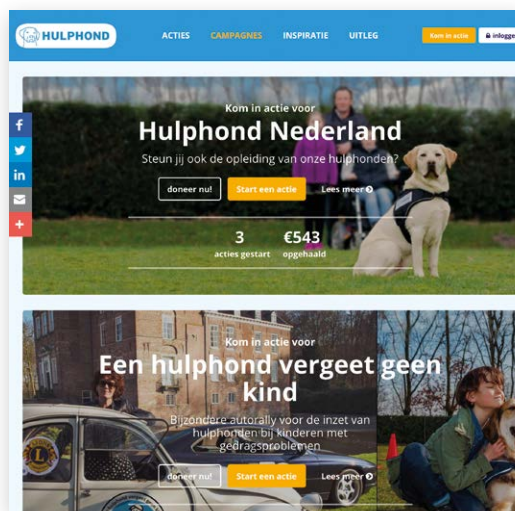 HULPHOND
ACTIES
CAMPAGNES
INSPIRATIE
UITLEG
Kom in actie
inlogge
Kom in actie voor
Hulphond Nederland
Steun jij ook de opleiding van onze hulphonden?
doneer nu!
Start een actie
Lees meer
3
€543
acties gestart
opgehaald
Kom in actie voor
Een hulphond vergeet geen
kind
Bijzondere autorally voor de inzet van
hulphonden bij kinderen met
gedragsproblemen
doneer nu!
Start een actie
Lees meer